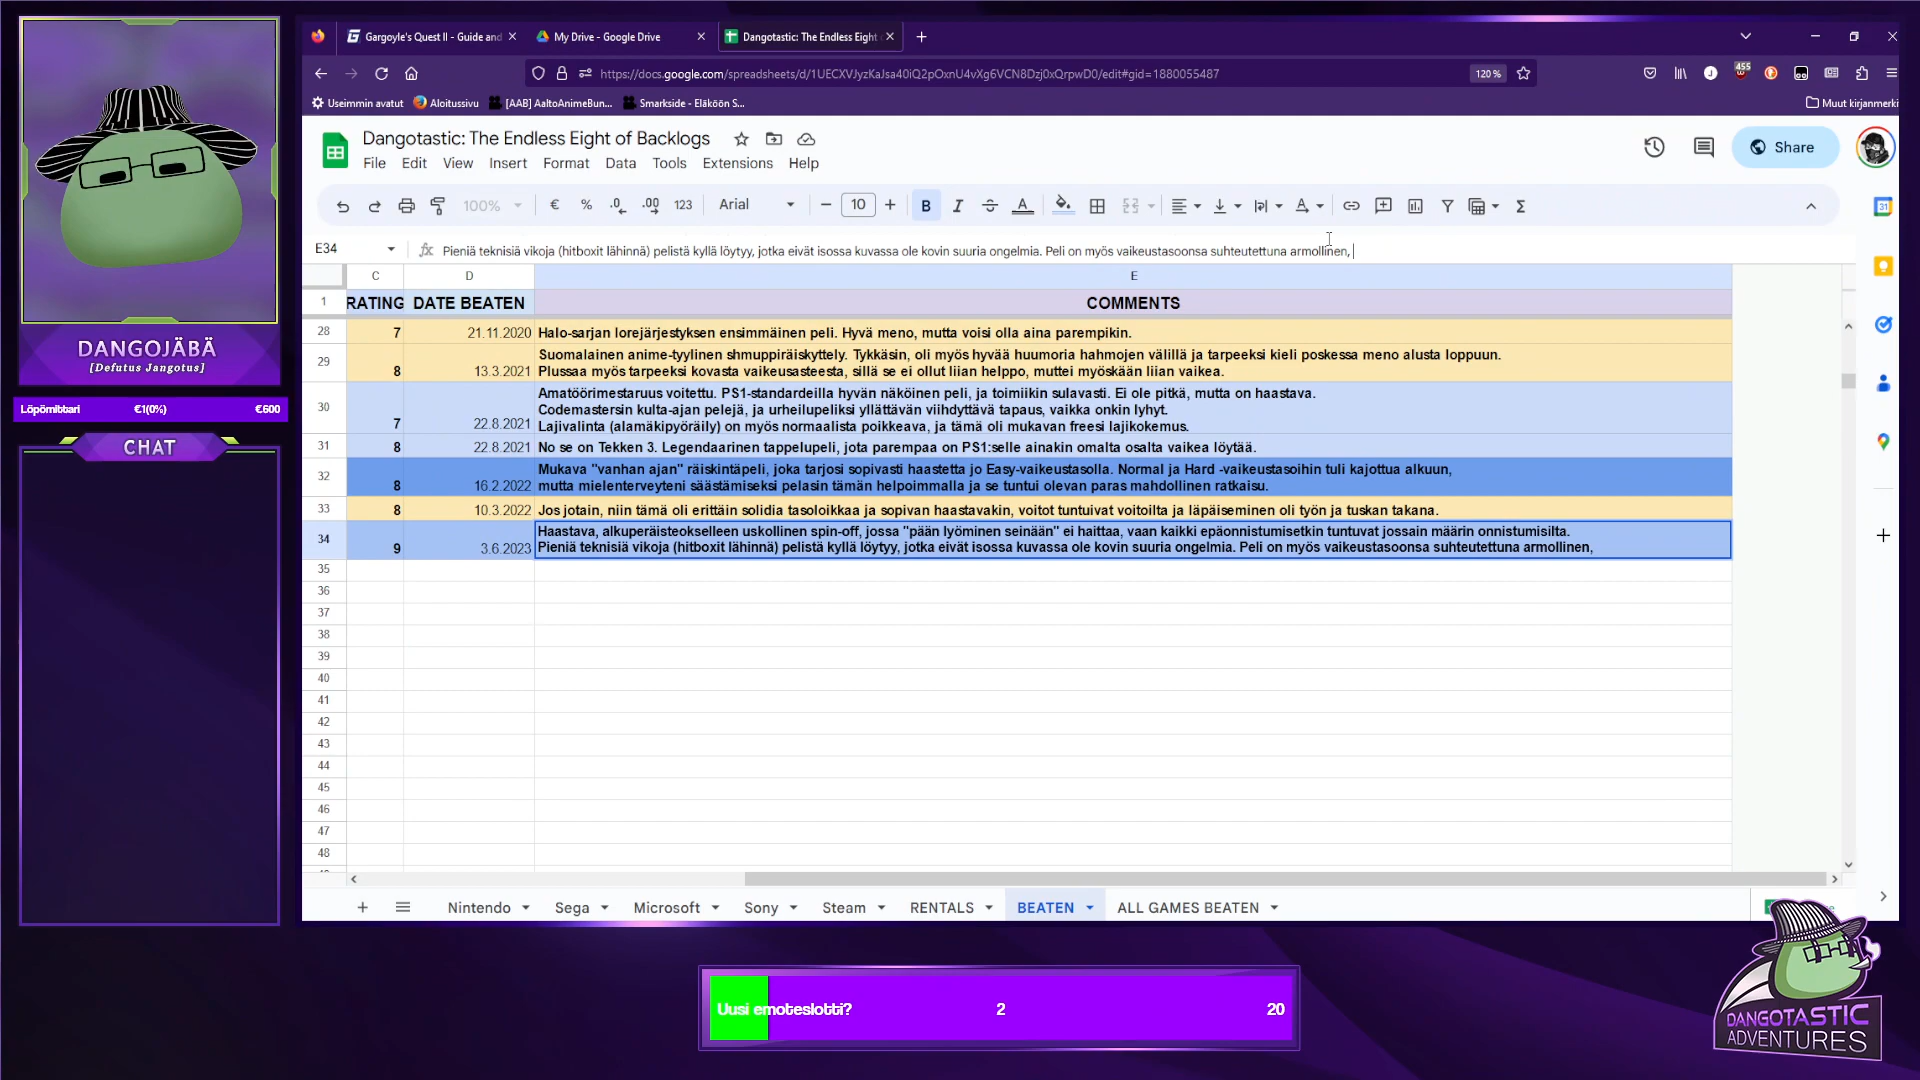 Gargoyle's Quest II - Guide and
My Drive - Google Drive
Dangotastic: The Endless Eight
https://docs.google.com/spreadsheets/d/1UECXVJyzKaJsa40iQ2pOxnU4vXg6VCN8Dzj0xQrpwD0/edit#gid=1880055487
120 %
455
Useimmin avatut
Aloitussivu
[AAB] AaltoAnimeBun...
Smarkside - Eläköön S...
Muut kirjanmerki
Dangotastic: The Endless Eight of Backlogs
File Edit View Insert Format Data Tools Extensions Help
Share
100% € % .0 .00 123 Arial 10 B I A
E34
Pieniä teknisiä vikoja (hitboxit lähinnä) pelistä kyllä löytyy, jotka eivät isossa kuvassa ole kovin suuria ongelmia. Peli on myös vaikeustasoonsa suhteutettuna armollinen,
C D E
1 RATING DATE BEATEN COMMENTS
28 7 21.11.2020 Halo-sarjan lorejärjestyksen ensimmäinen peli. Hyvä meno, mutta voisi olla aina parempikin.
29 8 13.3.2021 Suomalainen anime-tyylinen shmuppiräiskyttely. Tykkäsin, oli myös hyvää huumoria hahmojen välillä ja tarpeeksi kieli poskessa meno alusta loppuun.
Plussaa myös tarpeeksi kovasta vaikeusasteesta, sillä se ei ollut liian helppo, muttei myöskään liian vaikea.
30 7 22.8.2021 Amatöörimestaruus voitettu. PS1-standardeilla hyvän näköinen peli, ja toimiikin sulavasti. Ei ole pitkä, mutta on haastava.
Codemastersin kulta-ajan pelejä, ja urheilupeliksi yllättävän viihdyttävä tapaus, vaikka onkin lyhyt.
Lajivalinta (alamäkipyöräily) on myös normaalista poikkeava, ja tämä oli mukavan freesi lajikokemus.
31 8 22.8.2021 No se on Tekken 3. Legendaarinen tappelupeli, jota parempaa on PS1:selle ainakin omalta osalta vaikea löytää.
32 8 16.2.2022 Mukava "vanhan ajan" räiskintäpeli, joka tarjosi sopivasti haastetta jo Easy-vaikeustasolla. Normal ja Hard -vaikeustasoihin tuli kajottua alkuun,
mutta mielenterveyteni säästämiseksi pelasin tämän helpoimmalla ja se tuntui olevan paras mahdollinen ratkaisu.
33 8 10.3.2022 Jos jotain, niin tämä oli erittäin solidia tasoloikkaa ja sopivan haastavakin, voitot tuntuivat voitoilta ja läpäiseminen oli työn ja tuskan takana.
34 9 3.6.2023 Haastava, alkuperäisteokselleen uskollinen spin-off, jossa "pään lyöminen seinään" ei haittaa, vaan kaikki epäonnistumisetkin tuntuvat jossain määrin onnistumisilta.
Pieniä teknisiä vikoja (hitboxit lähinnä) pelistä kyllä löytyy, jotka eivät isossa kuvassa ole kovin suuria ongelmia. Peli on myös vaikeustasoonsa suhteutettuna armollinen,
35
36
37
38
39
40
41
42
43
44
45
46
47
48
Nintendo Sega Microsoft Sony Steam RENTALS BEATEN ALL GAMES BEATEN
DANGOJÄBÄ
[Defutus Jangotus]
Löpömittari €1(0%) €600
CHAT
Uusi emoteslotti? 2 20
DANGOTASTIC
ADVENTURES